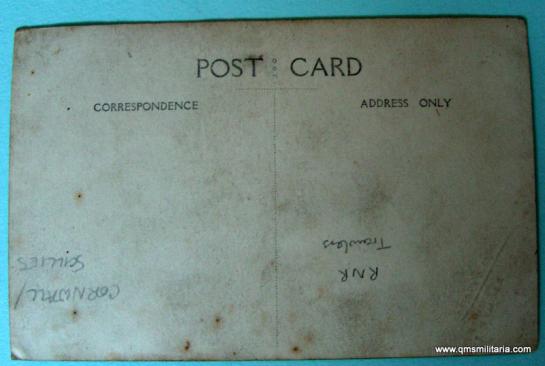 POST CARD
CORRESPONDENCE
ADDRESS ONLY
RNR
Trawlers
CORNWALL/
SCILLIES
www.qmsmilitaria.com